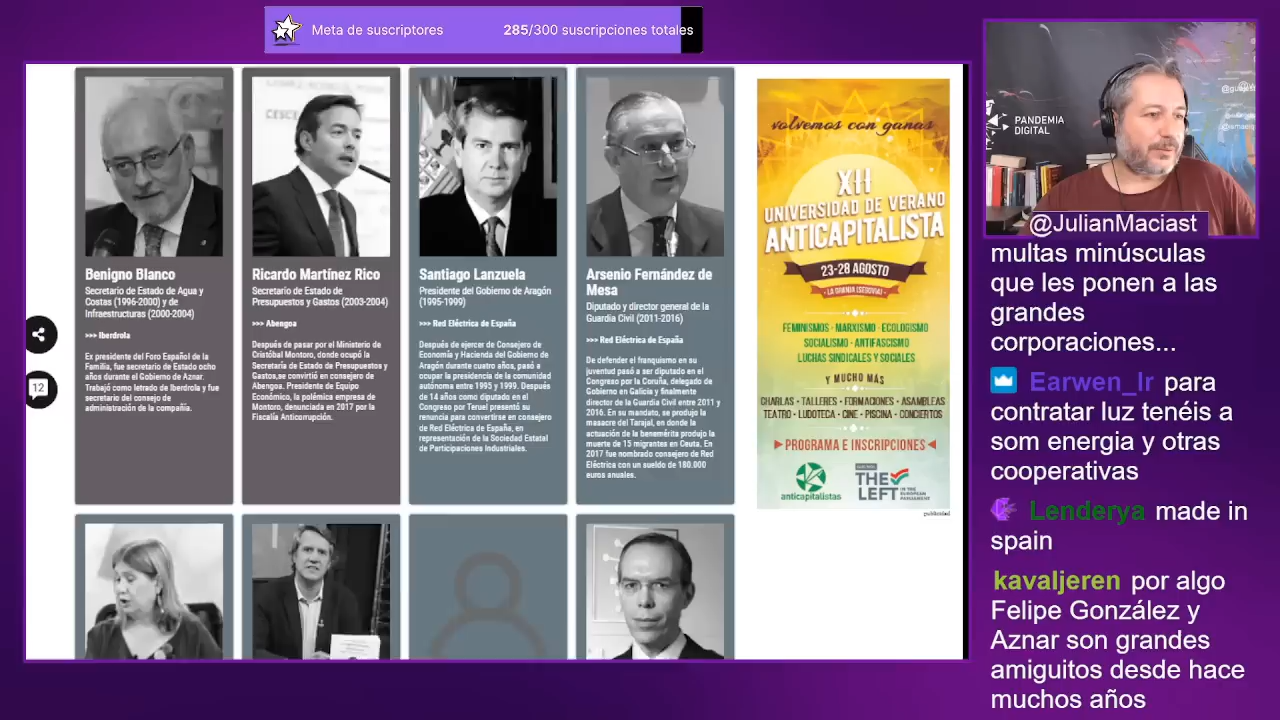 Meta de suscriptores
285/300 suscripciones totales
Benigno Blanco
Secretario de Estado de Agua y
Costas (1996-2000) y de
Infraestructuras (2000-2004)
>>> Iberdrola
Ex presidente del Foro Español de la
Familia, fue secretario de Estado ocho
años durante el Gobierno de Aznar.
Trabajó como letrado de Iberdrola y fue
secretario del consejo de
administración de la compañía.
Ricardo Martínez Rico
Secretario de Estado de
Presupuestos y Gastos (2003-2004)
>>> Abengoa
Después de pasar por el Ministerio de
Cristóbal Montoro, donde ocupó la
Secretaría de Estado de Presupuestos y
Gastos,se convirtió en consejero de
Abengoa. Presidente de Equipo
Económico, la polémica empresa de
Montoro, denunciada en 2017 por la
Fiscalía Anticorrupción.
Santiago Lanzuela
Presidente del Gobierno de Aragón
(1995-1999)
>>> Red Eléctrica de España
Después de ejercer de Consejero de
Economía y Hacienda del Gobierno de
Aragón durante cuatro años, pasó a
ocupar la presidencia de la comunidad
autónoma entre 1995 y 1999. Después
de 14 años como diputado en el
Congreso por Teruel presentó su
renuncia para convertirse en consejero
de Red Eléctrica de España, en
representación de la Sociedad Estatal
de Participaciones Industriales.
Arsenio Fernández de
Mesa
Diputado y director general de la
Guardia Civil (2011-2016)
>>> Red Eléctrica de España
De defender el franquismo en su
juventud pasó a ser diputado en el
Congreso por la Coruña, delegado de
Gobierno en Galicia y finalmente
director de la Guardia Civil entre 2011 y
2016. En su mandato, se produjo la
masacre del Tarajal, en donde la
actuación de la benemérita produjo la
muerte de 15 migrantes en Ceuta. En
2017 fue nombrado consejero de Red
Eléctrica con un sueldo de 180.000
euros anuales.
12
volvemos con ganas
XII
UNIVERSIDAD DE VERANO
ANTICAPITALISTA
23-28 AGOSTO
· LA GRANJA (SEGOVIA) ·
FEMINISMOS · MARXISMO · ECOLOGISMO
SOCIALISMO · ANTIFASCISMO
LUCHAS SINDICALES Y SOCIALES
Y MUCHO MÁS
CHARLAS · TALLERES · FORMACIONES · ASAMBLEAS
TEATRO · LUDOTECA · CINE · PISCINA · CONCIERTOS
PROGRAMA E INSCRIPCIONES
anticapitalistas
THE LEFT
IN THE EUROPEAN PARLIAMENT
publicidad
PANDEMIA
DIGITAL
@JulianMaciast
multas minúsculas
que les ponen a las
grandes
corporaciones...
Earwen_Ir para
contratar luz tenéis a
som energia y otras
cooperativas
Lenderya made in
spain
kavaljeren por algo
Felipe González y
Aznar son grandes
amiguitos desde hace
muchos años